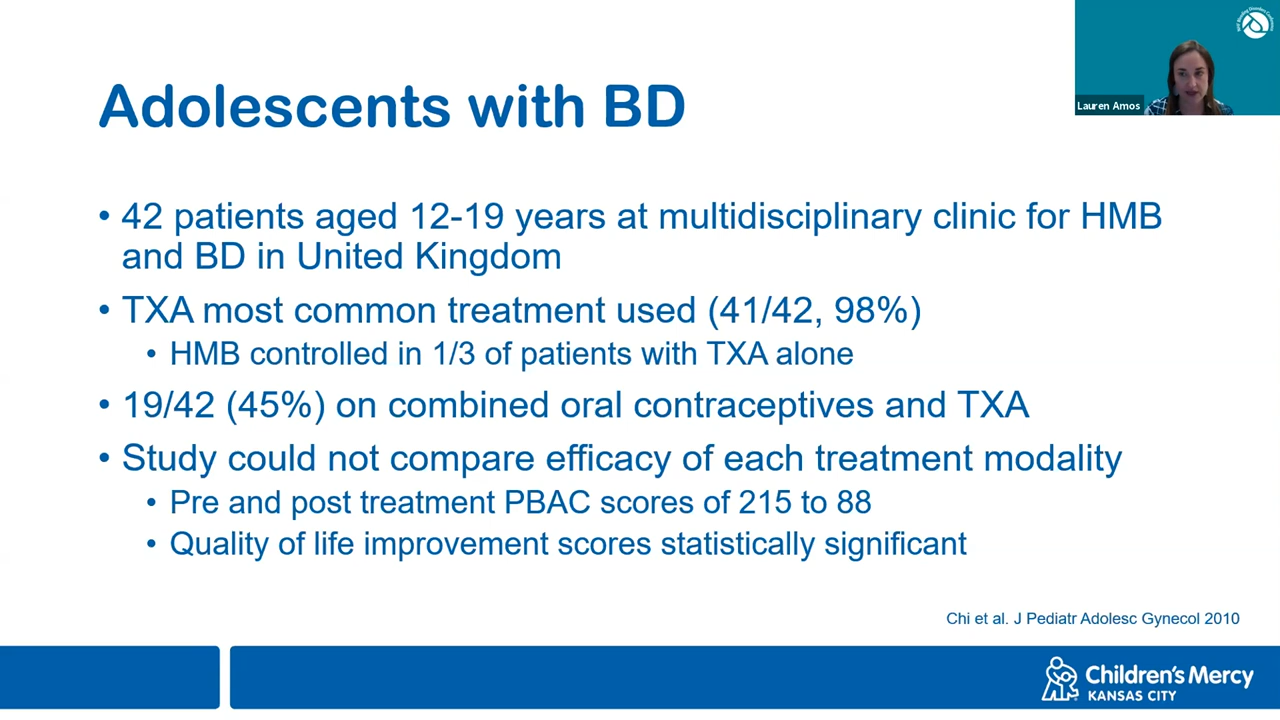 Adolescents with BD
Lauren Amos
• 42 patients aged 12-19 years at multidisciplinary clinic for HMB
and BD in United Kingdom
• TXA most common treatment used (41/42, 98%)
• HMB controlled in 1/3 of patients with TXA alone
• 19/42 (45%) on combined oral contraceptives and TXA
• Study could not compare efficacy of each treatment modality
• Pre and post treatment PBAC scores of 215 to 88
• Quality of life improvement scores statistically significant
Chi et al. J Pediatr Adolesc Gynecol 2010
Children's Mercy
KANSAS CITY